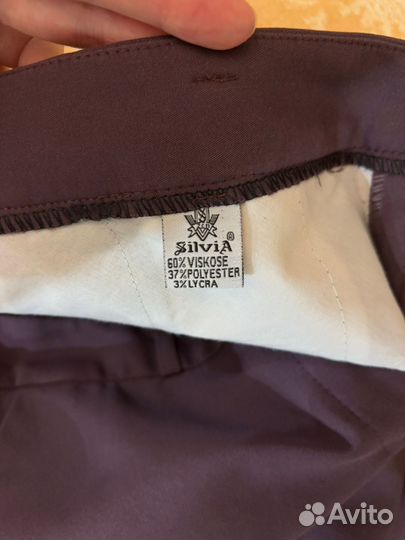 SilviA ®
60% VISKOSE
37% POLYESTER
3% LYCRA
Avito